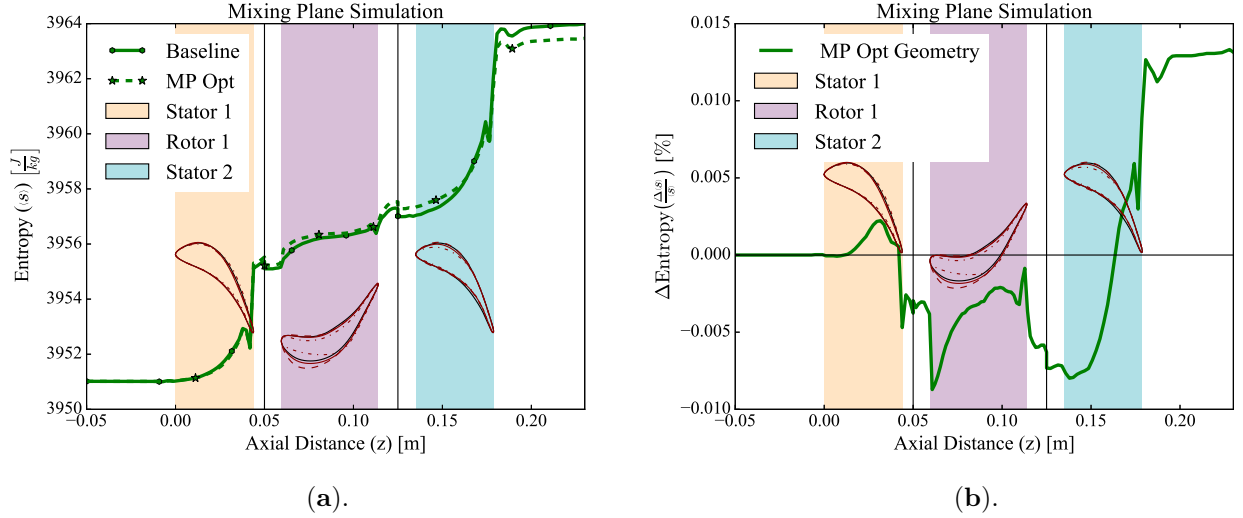 Mixing Plane Simulation
3964
3962
3960
3958
3957
3956
3954
3952
3951
3950
−0.05
0.00
0.05
0.10
0.15
0.20
Axial Distance (z) [m]
Entropy (⟨s⟩) [J/kg]
Baseline
MP Opt
Stator 1
Rotor 1
Stator 2
(a).
Mixing Plane Simulation
0.015
0.010
0.005
0.000
−0.005
−0.010
−0.05
0.00
0.05
0.10
0.15
0.20
Axial Distance (z) [m]
ΔEntropy(Δ⟨s⟩/⟨s⟩) [%]
MP Opt Geometry
Stator 1
Rotor 1
Stator 2
(b).